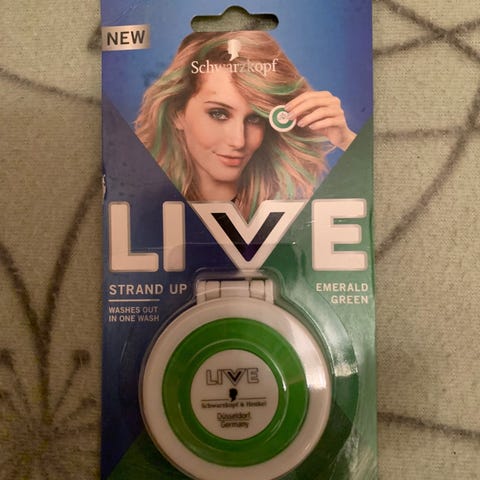 NEW
Schwarzkopf
LIVE
STRAND UP
WASHES OUT
IN ONE WASH
EMERALD
GREEN
LIVE
Schwarzkopf & Henkel
Düsseldorf
Germany